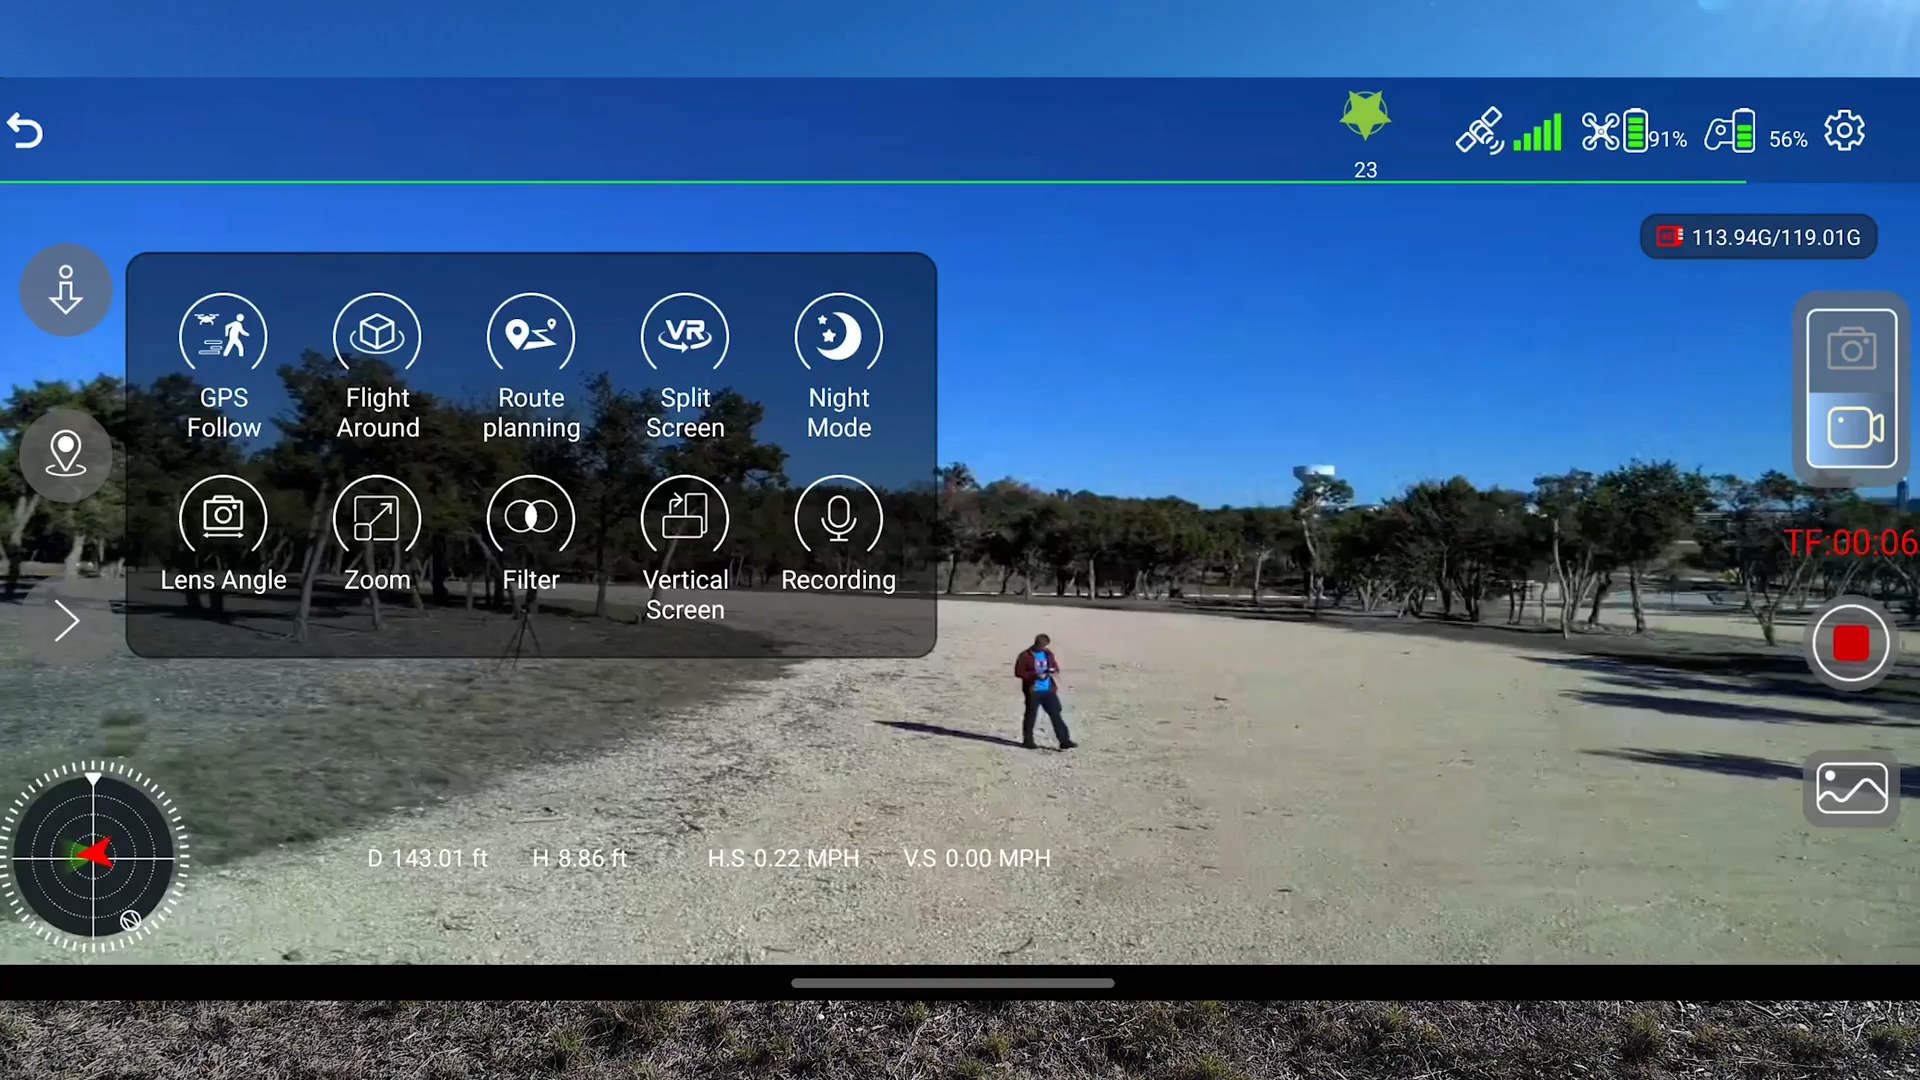 23
91%
56%
113.94G/119.01G
GPS
Follow
Flight
Around
Route
planning
VR
Split
Screen
Night
Mode
Lens Angle
Zoom
Filter
Vertical
Screen
Recording
TF:00:06
D 143.01 ft
H 8.86 ft
H.S 0.22 MPH
V.S 0.00 MPH
N